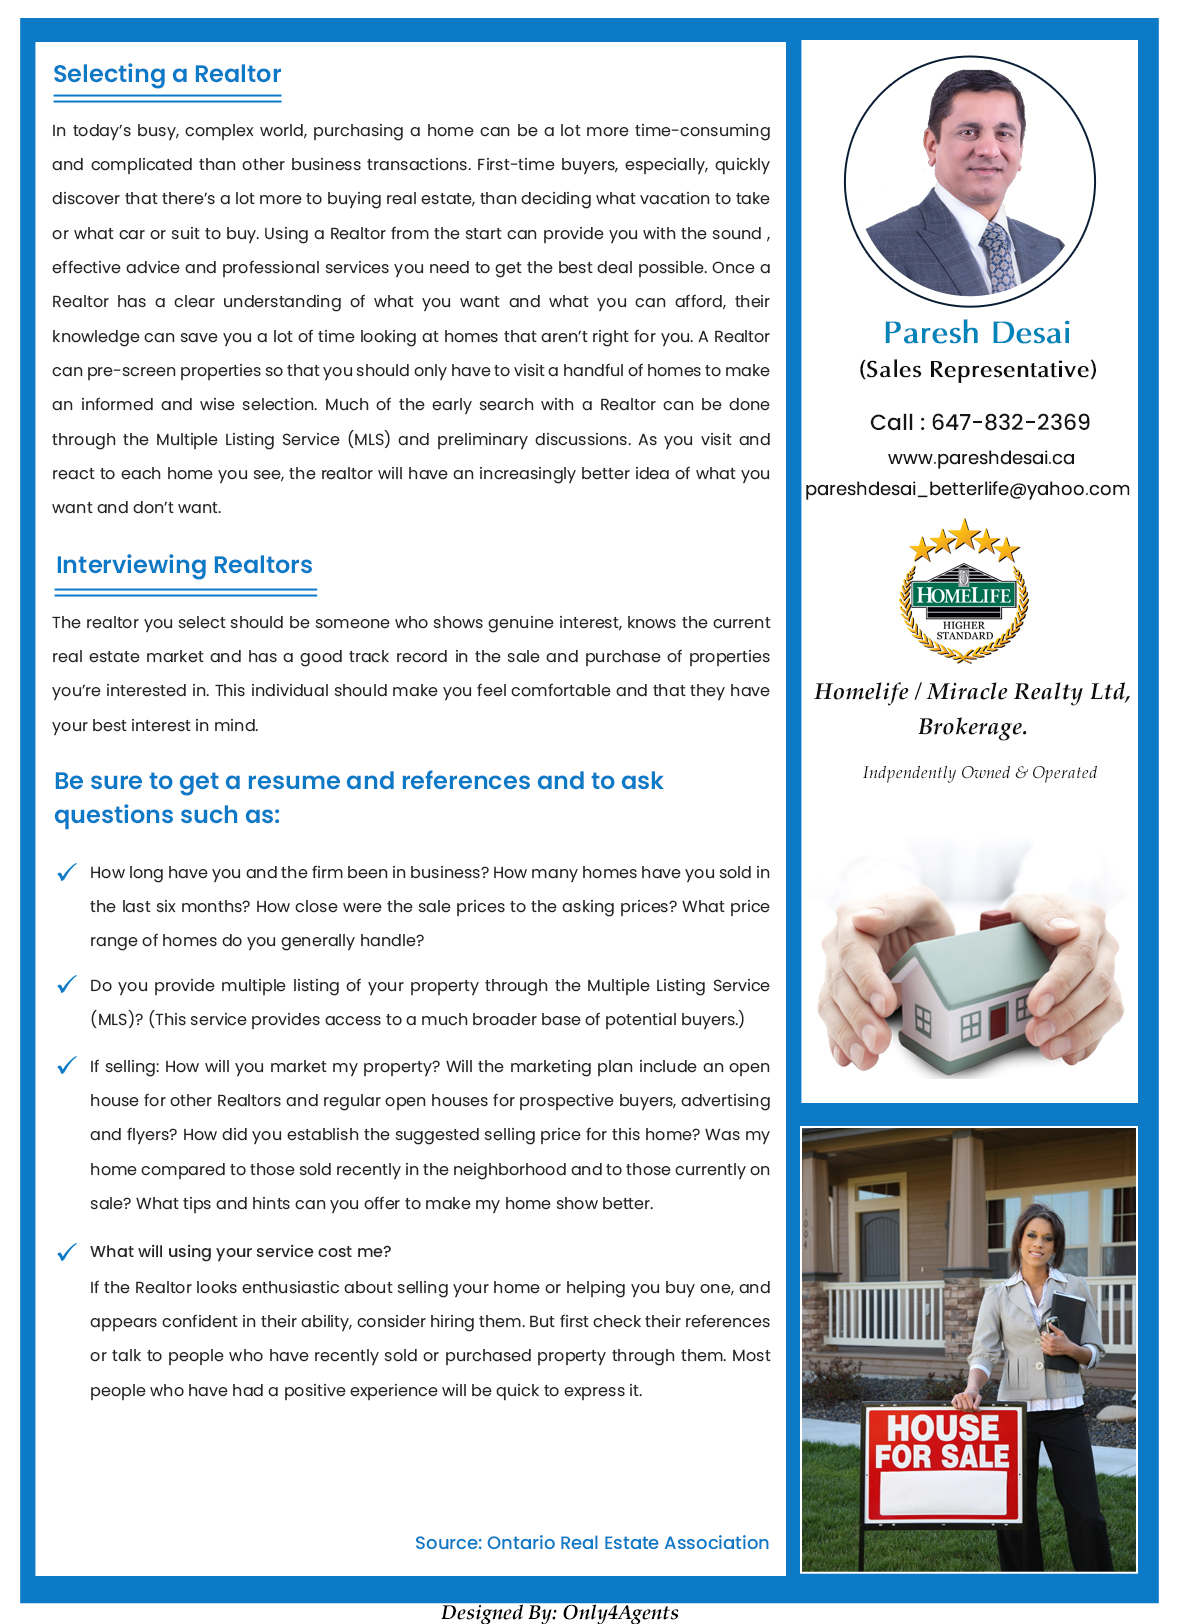 Selecting a Realtor
In today's busy, complex world, purchasing a home can be a lot more time-consuming
and complicated than other business transactions. First-time buyers, especially, quickly
discover that there's a lot more to buying real estate, than deciding what vacation to take
or what car or suit to buy. Using a Realtor from the start can provide you with the sound ,
effective advice and professional services you need to get the best deal possible. Once a
Realtor has a clear understanding of what you want and what you can afford, their
knowledge can save you a lot of time looking at homes that aren't right for you. A Realtor
can pre-screen properties so that you should only have to visit a handful of homes to make
an informed and wise selection. Much of the early search with a Realtor can be done
through the Multiple Listing Service (MLS) and preliminary discussions. As you visit and
react to each home you see, the realtor will have an increasingly better idea of what you
want and don't want.
Interviewing Realtors
The realtor you select should be someone who shows genuine interest, knows the current
real estate market and has a good track record in the sale and purchase of properties
you're interested in. This individual should make you feel comfortable and that they have
your best interest in mind.
Be sure to get a resume and references and to ask
questions such as:
How long have you and the firm been in business? How many homes have you sold in
the last six months? How close were the sale prices to the asking prices? What price
range of homes do you generally handle?
Do you provide multiple listing of your property through the Multiple Listing Service
(MLS)? (This service provides access to a much broader base of potential buyers.)
If selling: How will you market my property? Will the marketing plan include an open
house for other Realtors and regular open houses for prospective buyers, advertising
and flyers? How did you establish the suggested selling price for this home? Was my
home compared to those sold recently in the neighborhood and to those currently on
sale? What tips and hints can you offer to make my home show better.
What will using your service cost me?
If the Realtor looks enthusiastic about selling your home or helping you buy one, and
appears confident in their ability, consider hiring them. But first check their references
or talk to people who have recently sold or purchased property through them. Most
people who have had a positive experience will be quick to express it.
Source: Ontario Real Estate Association
Paresh Desai
(Sales Representative)
Call : 647-832-2369
www.pareshdesai.ca
pareshdesai_betterlife@yahoo.com
HOMELIFE
HIGHER
STANDARD
Homelife / Miracle Realty Ltd,
Brokerage.
Indpendently Owned & Operated
1004
HOUSE
FOR SALE
Designed By: Only4Agents